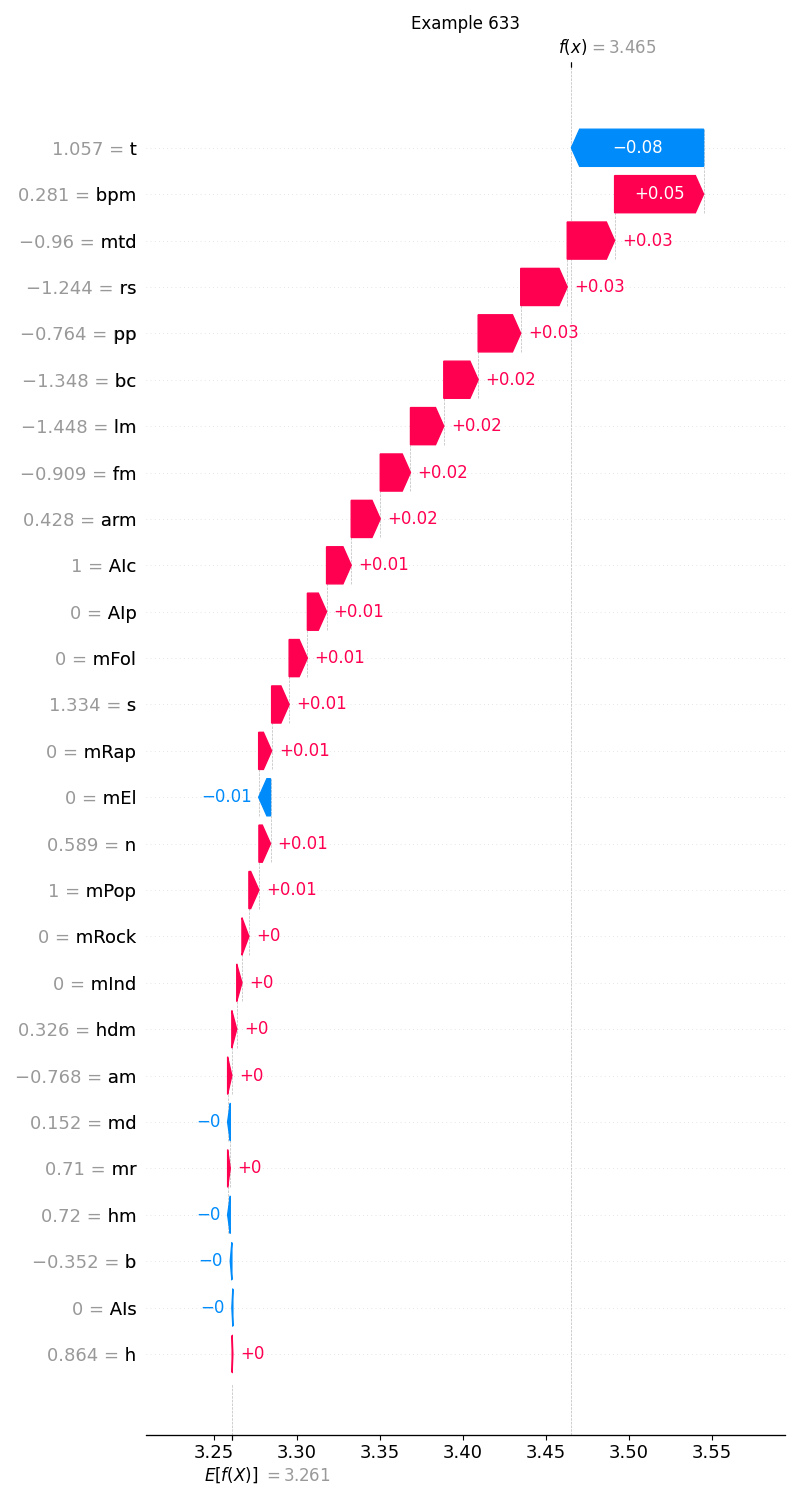 Example 633
f(x) = 3.465
1.057 = t −0.08
0.281 = bpm +0.05
−0.96 = mtd +0.03
−1.244 = rs +0.03
−0.764 = pp +0.03
−1.348 = bc +0.02
−1.448 = lm +0.02
−0.909 = fm +0.02
0.428 = arm +0.02
1 = AIc +0.01
0 = AIp +0.01
0 = mFol +0.01
1.334 = s +0.01
0 = mRap +0.01
0 = mEl −0.01
0.589 = n +0.01
1 = mPop +0.01
0 = mRock +0
0 = mInd +0
0.326 = hdm +0
−0.768 = am +0
0.152 = md −0
0.71 = mr +0
0.72 = hm −0
−0.352 = b −0
0 = AIs −0
0.864 = h +0
3.25 3.30 3.35 3.40 3.45 3.50 3.55
E[f(X)] = 3.261